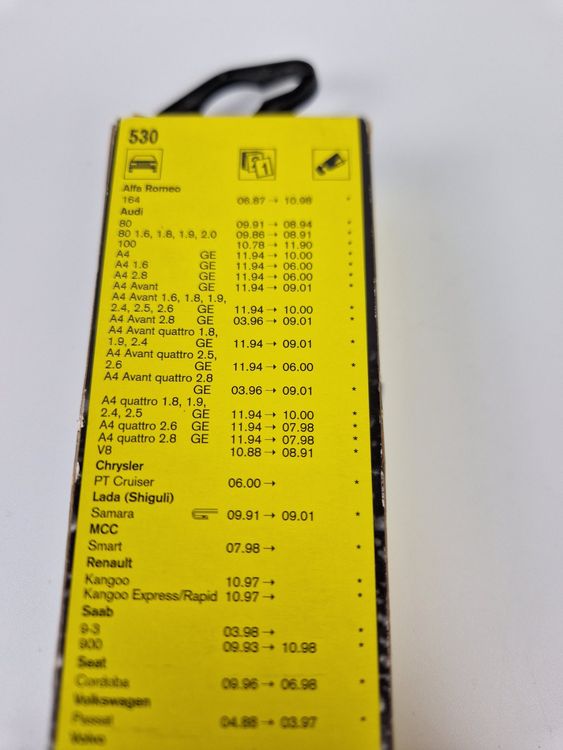 530
Alfa Romeo
164 06.87 → 10.98 *
Audi
80 09.91 → 08.94 *
80 1.6, 1.8, 1.9, 2.0 09.86 → 08.91 *
100 10.78 → 11.90 *
A4 GE 11.94 → 10.00 *
A4 1.6 GE 11.94 → 06.00 *
A4 2.8 GE 11.94 → 06.00 *
A4 Avant GE 11.94 → 09.01 *
A4 Avant 1.6, 1.8, 1.9,
2.4, 2.5, 2.6 GE 11.94 → 10.00 *
A4 Avant 2.8 GE 03.96 → 09.01 *
A4 Avant quattro 1.8,
1.9, 2.4 GE 11.94 → 09.01 *
A4 Avant quattro 2.5,
2.6 GE 11.94 → 06.00 *
A4 Avant quattro 2.8
GE 03.96 → 09.01 *
A4 quattro 1.8, 1.9,
2.4, 2.5 GE 11.94 → 10.00 *
A4 quattro 2.6 GE 11.94 → 07.98 *
A4 quattro 2.8 GE 11.94 → 07.98 *
V8 10.88 → 08.91 *
Chrysler
PT Cruiser 06.00 → *
Lada (Shiguli)
Samara 09.91 → 09.01 *
MCC
Smart 07.98 → *
Renault
Kangoo 10.97 → *
Kangoo Express/Rapid 10.97 → *
Saab
9-3 03.98 → *
900 09.93 → 10.98 *
Seat
Cordoba 09.96 → 06.98 *
Volkswagen
Passat 04.88 → 03.97 *
Volvo